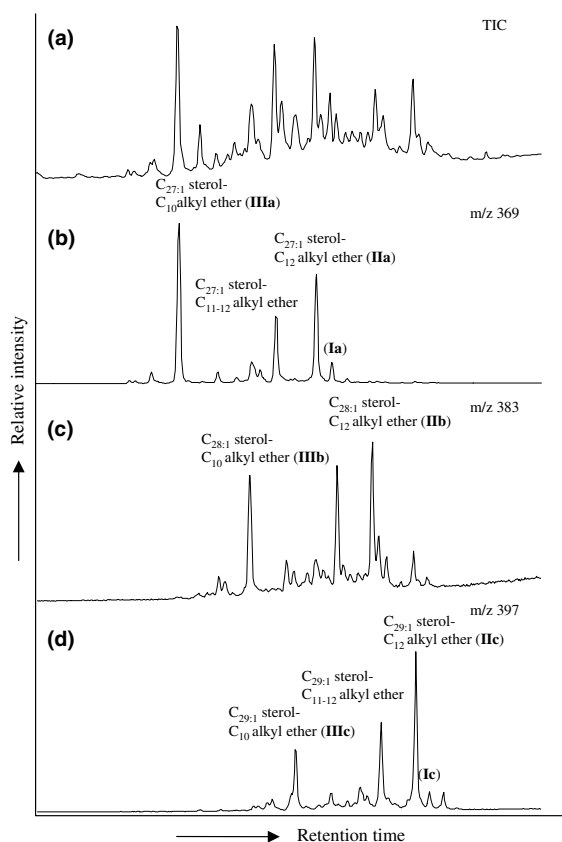 (a)
TIC
C27:1 sterol-
C10 alkyl ether (IIIa)
m/z 369
(b)
C27:1 sterol-
C12 alkyl ether (IIa)
C27:1 sterol-
C11-12 alkyl ether
(Ia)
m/z 383
(c)
C28:1 sterol-
C12 alkyl ether (IIb)
C28:1 sterol-
C10 alkyl ether (IIIb)
m/z 397
(d)
C29:1 sterol-
C12 alkyl ether (IIc)
C29:1 sterol-
C11-12 alkyl ether
C29:1 sterol-
C10 alkyl ether (IIIc)
(Ic)
Relative intensity
Retention time